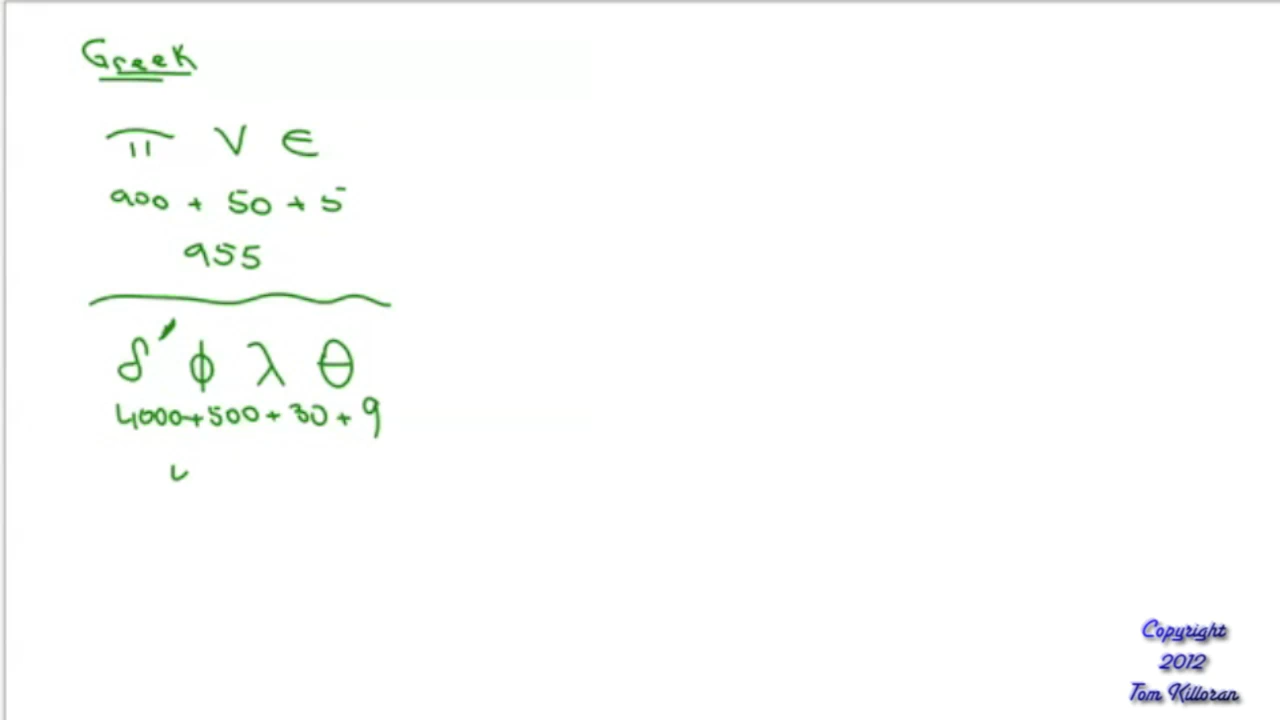 Greek
ϡ ν ε
900 + 50 + 5
955
δ′ ϕ λ θ
4000+500+30+9
Copyright
2012
Tom Killoran